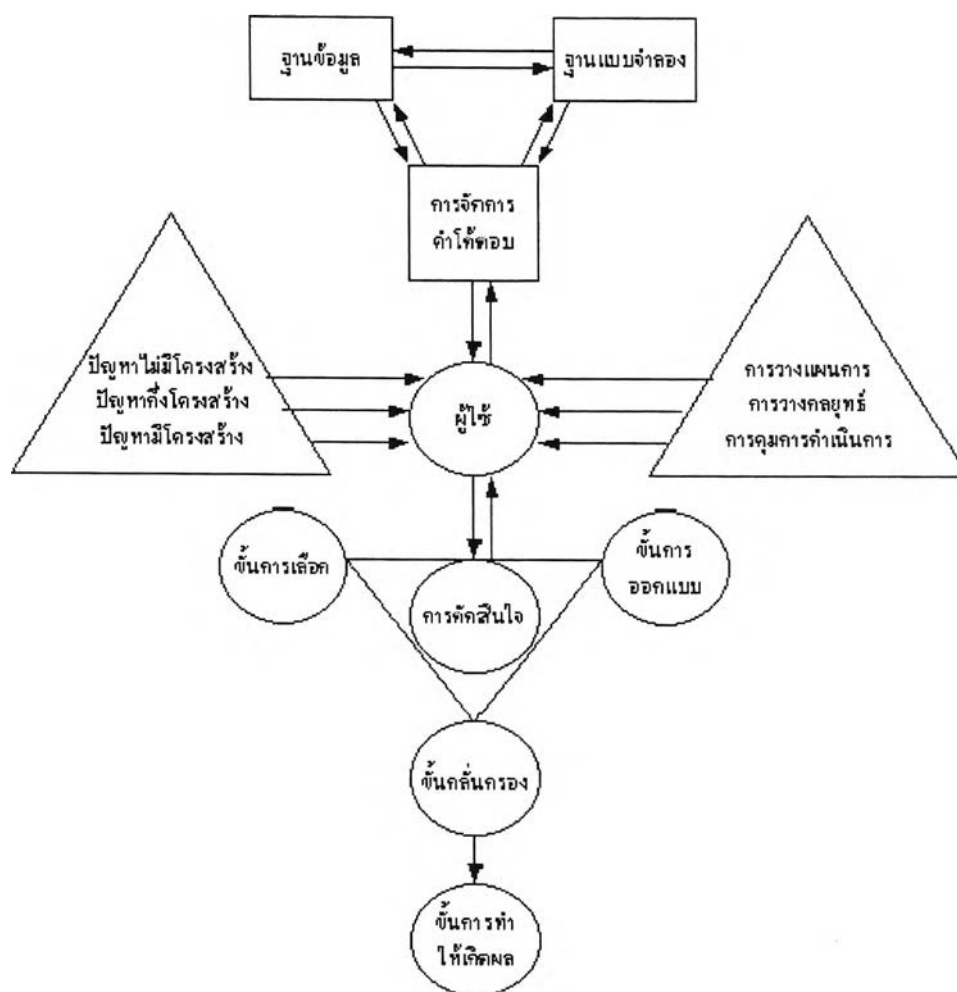 ฐานข้อมูล
ฐานแบบจำลอง
การจัดการ
คำโต้ตอบ
ปัญหาไม่มีโครงสร้าง
ปัญหากึ่งโครงสร้าง
ปัญหามีโครงสร้าง
ผู้ใช้
การวางแผนการ
การวางกลยุทธ์
การคุมการดำเนินการ
ขั้นการเลือก
ขั้นการ
ออกแบบ
การตัดสินใจ
ขั้นกลั่นกรอง
ขั้นการทำ
ให้เกิดผล